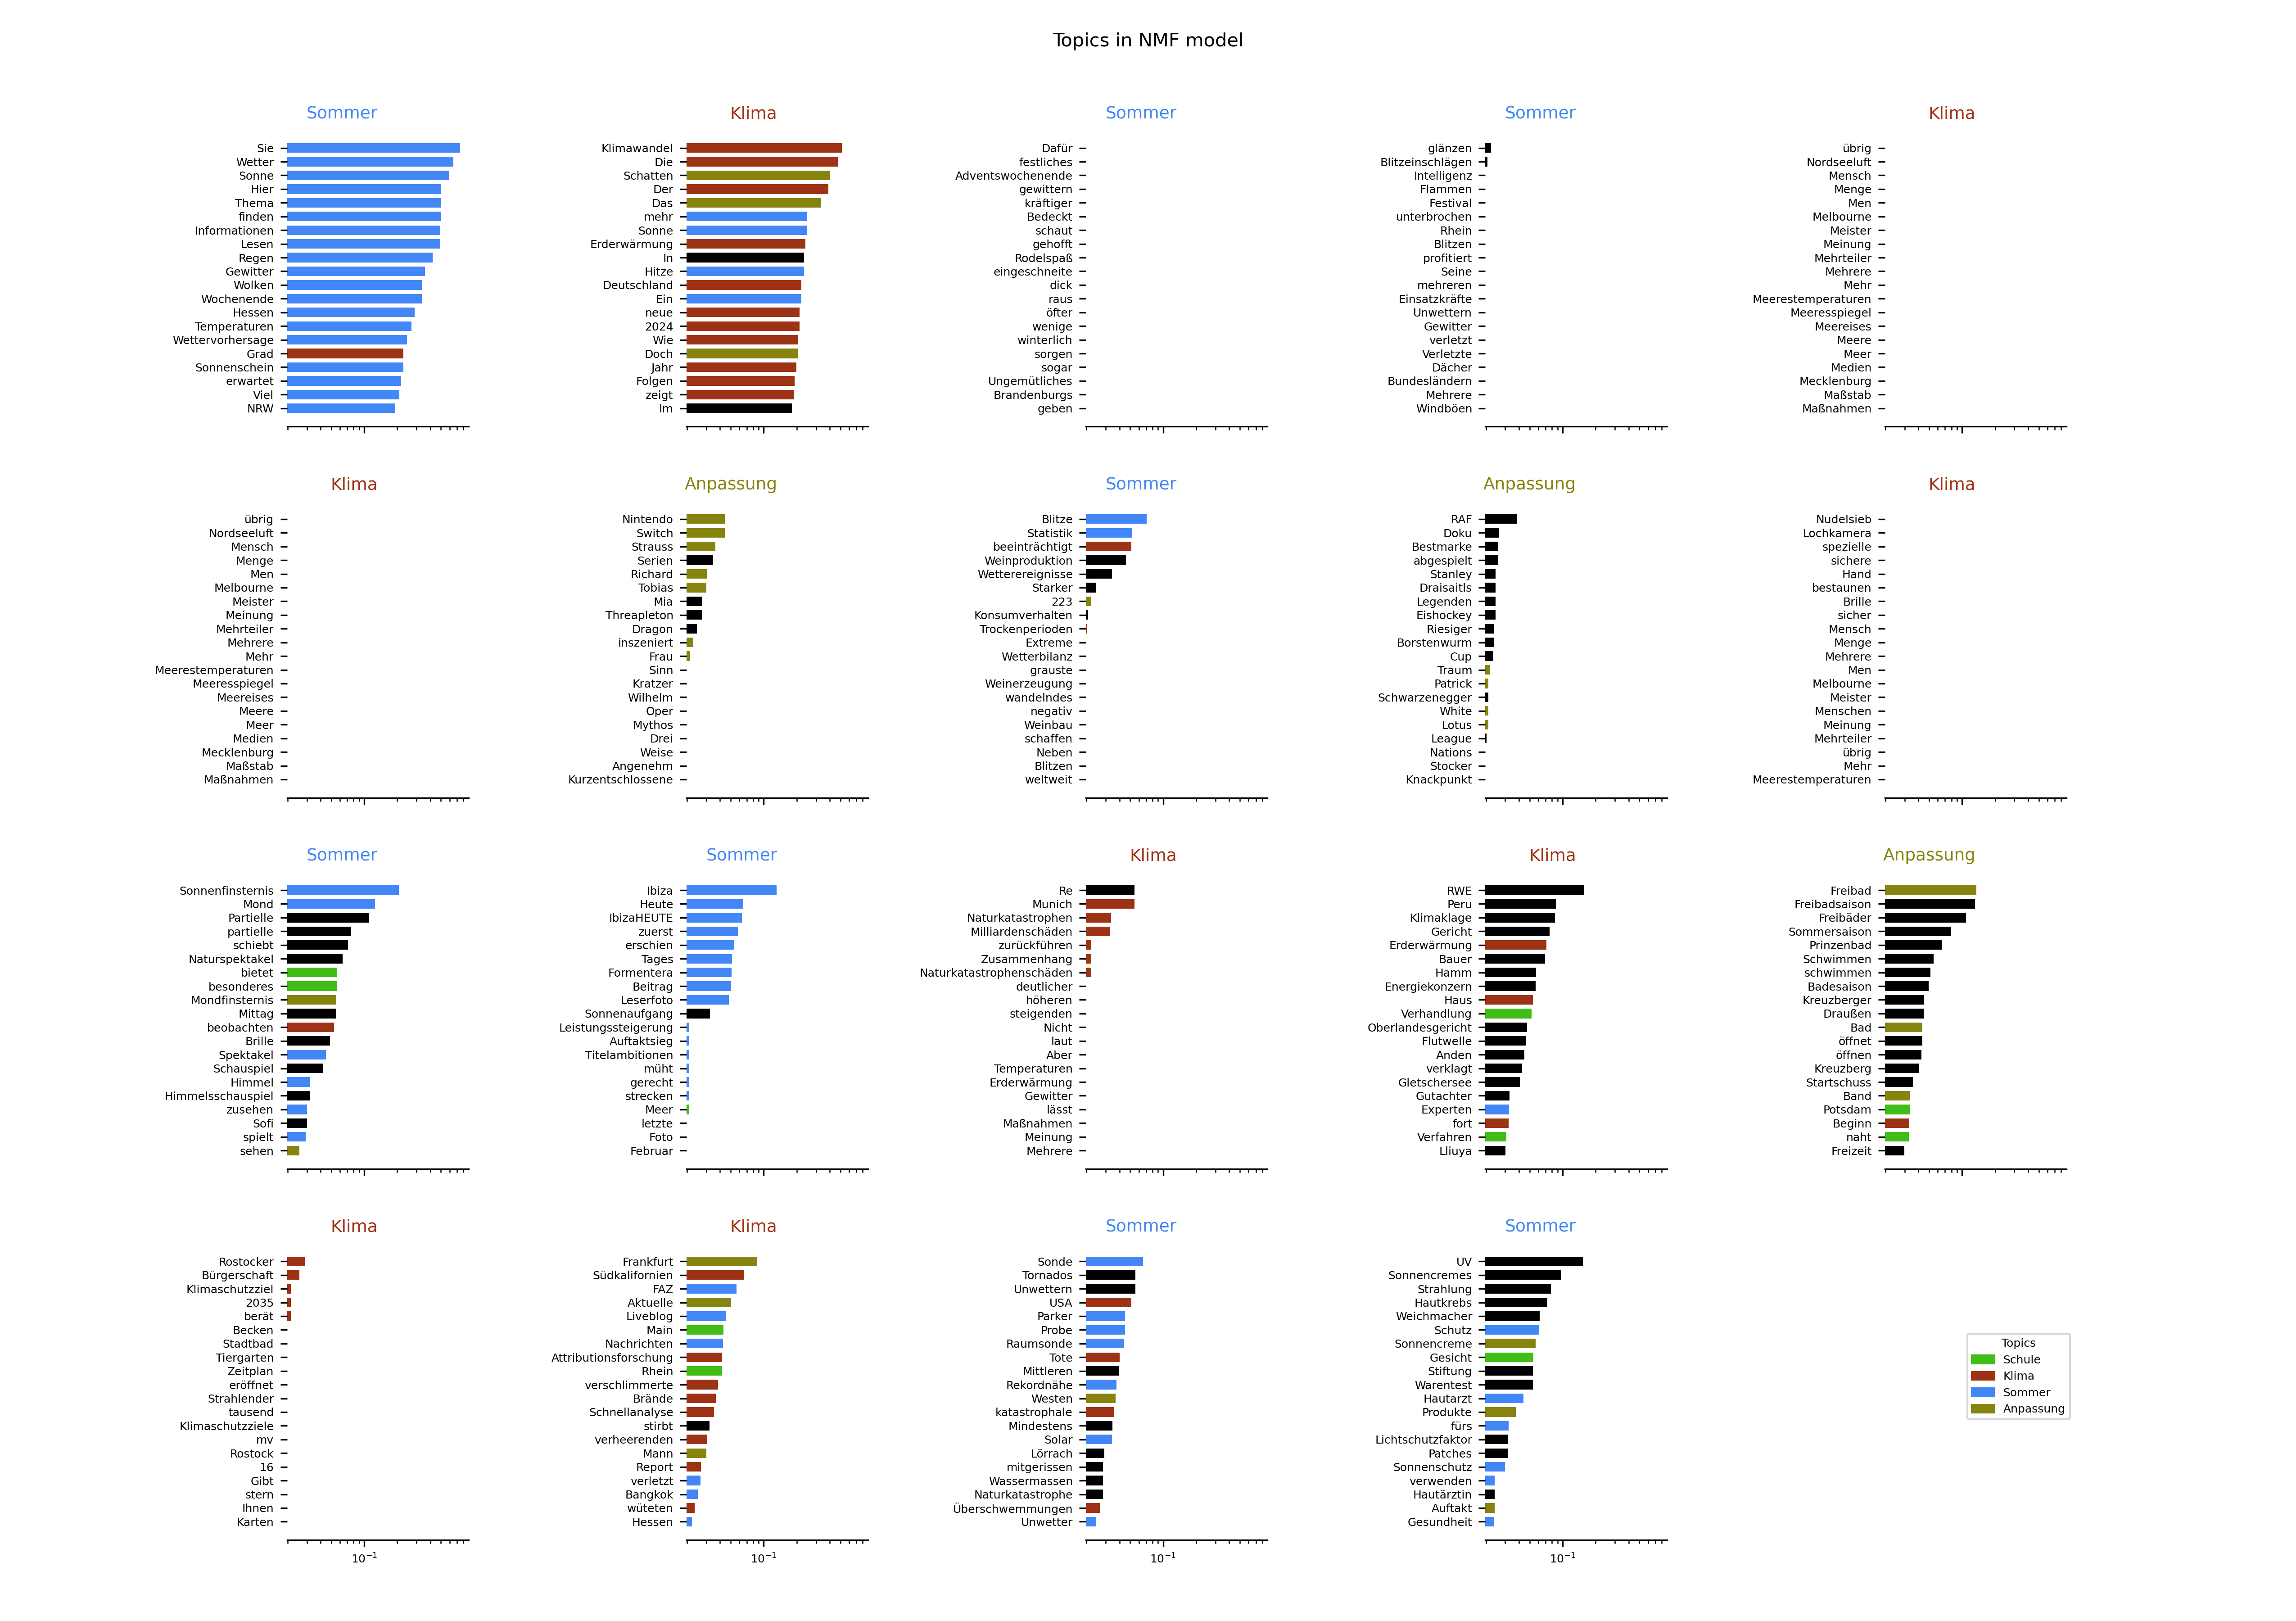 Topics in NMF model
Sommer
Sie
Wetter
Sonne
Hier
Thema
finden
Informationen
Lesen
Regen
Gewitter
Wolken
Wochenende
Hessen
Temperaturen
Wettervorhersage
Grad
Sonnenschein
erwartet
Viel
NRW
Klima
Klimawandel
Die
Schatten
Der
Das
mehr
Sonne
Erderwärmung
In
Hitze
Deutschland
Ein
neue
2024
Wie
Doch
Jahr
Folgen
zeigt
Im
Sommer
Dafür
festliches
Adventswochenende
gewittern
kräftiger
Bedeckt
schaut
gehofft
Rodelspaß
eingeschneite
dick
raus
öfter
wenige
winterlich
sorgen
sogar
Ungemütliches
Brandenburgs
geben
Sommer
glänzen
Blitzeinschlägen
Intelligenz
Flammen
Festival
unterbrochen
Rhein
Blitzen
profitiert
Seine
mehreren
Einsatzkräfte
Unwettern
Gewitter
verletzt
Verletzte
Dächer
Bundesländern
Mehrere
Windböen
Klima
übrig
Nordseeluft
Mensch
Menge
Men
Melbourne
Meister
Meinung
Mehrteiler
Mehrere
Mehr
Meerestemperaturen
Meeresspiegel
Meereises
Meere
Meer
Medien
Mecklenburg
Maßstab
Maßnahmen
Klima
übrig
Nordseeluft
Mensch
Menge
Men
Melbourne
Meister
Meinung
Mehrteiler
Mehrere
Mehr
Meerestemperaturen
Meeresspiegel
Meereises
Meere
Meer
Medien
Mecklenburg
Maßstab
Maßnahmen
Anpassung
Nintendo
Switch
Strauss
Serien
Richard
Tobias
Mia
Threapleton
Dragon
inszeniert
Frau
Sinn
Kratzer
Wilhelm
Oper
Mythos
Drei
Weise
Angenehm
Kurzentschlossene
Sommer
Blitze
Statistik
beeinträchtigt
Weinproduktion
Wetterereignisse
Starker
223
Konsumverhalten
Trockenperioden
Extreme
Wetterbilanz
grauste
Weinerzeugung
wandelndes
negativ
Weinbau
schaffen
Neben
Blitzen
weltweit
Anpassung
RAF
Doku
Bestmarke
abgespielt
Stanley
Draisaitls
Legenden
Eishockey
Riesiger
Borstenwurm
Cup
Traum
Patrick
Schwarzenegger
White
Lotus
League
Nations
Stocker
Knackpunkt
Klima
Nudelsieb
Lochkamera
spezielle
sichere
Hand
bestaunen
Brille
sicher
Mensch
Menge
Mehrere
Men
Melbourne
Meister
Menschen
Meinung
Mehrteiler
übrig
Mehr
Meerestemperaturen
Sommer
Sonnenfinsternis
Mond
Partielle
partielle
schiebt
Naturspektakel
bietet
besonderes
Mondfinsternis
Mittag
beobachten
Brille
Spektakel
Schauspiel
Himmel
Himmelsschauspiel
zusehen
Sofi
spielt
sehen
Sommer
Ibiza
Heute
IbizaHEUTE
zuerst
erschien
Tages
Formentera
Beitrag
Leserfoto
Sonnenaufgang
Leistungssteigerung
Auftaktsieg
Titelambitionen
müht
gerecht
strecken
Meer
letzte
Foto
Februar
Klima
Re
Munich
Naturkatastrophen
Milliardenschäden
zurückführen
Zusammenhang
Naturkatastrophenschäden
deutlicher
höheren
steigenden
Nicht
laut
Aber
Temperaturen
Erderwärmung
Gewitter
lässt
Maßnahmen
Meinung
Mehrere
Klima
RWE
Peru
Klimaklage
Gericht
Erderwärmung
Bauer
Hamm
Energiekonzern
Haus
Verhandlung
Oberlandesgericht
Flutwelle
Anden
verklagt
Gletschersee
Gutachter
Experten
fort
Verfahren
Lliuya
Anpassung
Freibad
Freibadsaison
Freibäder
Sommersaison
Prinzenbad
Schwimmen
schwimmen
Badesaison
Kreuzberger
Draußen
Bad
öffnet
öffnen
Kreuzberg
Startschuss
Band
Potsdam
Beginn
naht
Freizeit
Klima
Rostocker
Bürgerschaft
Klimaschutzziel
2035
berät
Becken
Stadtbad
Tiergarten
Zeitplan
eröffnet
Strahlender
tausend
Klimaschutzziele
mv
Rostock
16
Gibt
stern
Ihnen
Karten
10⁻¹
Klima
Frankfurt
Südkalifornien
FAZ
Aktuelle
Liveblog
Main
Nachrichten
Attributionsforschung
Rhein
verschlimmerte
Brände
Schnellanalyse
stirbt
verheerenden
Mann
Report
verletzt
Bangkok
wüteten
Hessen
10⁻¹
Sommer
Sonde
Tornados
Unwettern
USA
Parker
Probe
Raumsonde
Tote
Mittleren
Rekordnähe
Westen
katastrophale
Mindestens
Solar
Lörrach
mitgerissen
Wassermassen
Naturkatastrophe
Überschwemmungen
Unwetter
10⁻¹
Sommer
UV
Sonnencremes
Strahlung
Hautkrebs
Weichmacher
Schutz
Sonnencreme
Gesicht
Stiftung
Warentest
Hautarzt
Produkte
fürs
Lichtschutzfaktor
Patches
Sonnenschutz
verwenden
Hautärztin
Auftakt
Gesundheit
10⁻¹
Topics
Schule
Klima
Sommer
Anpassung